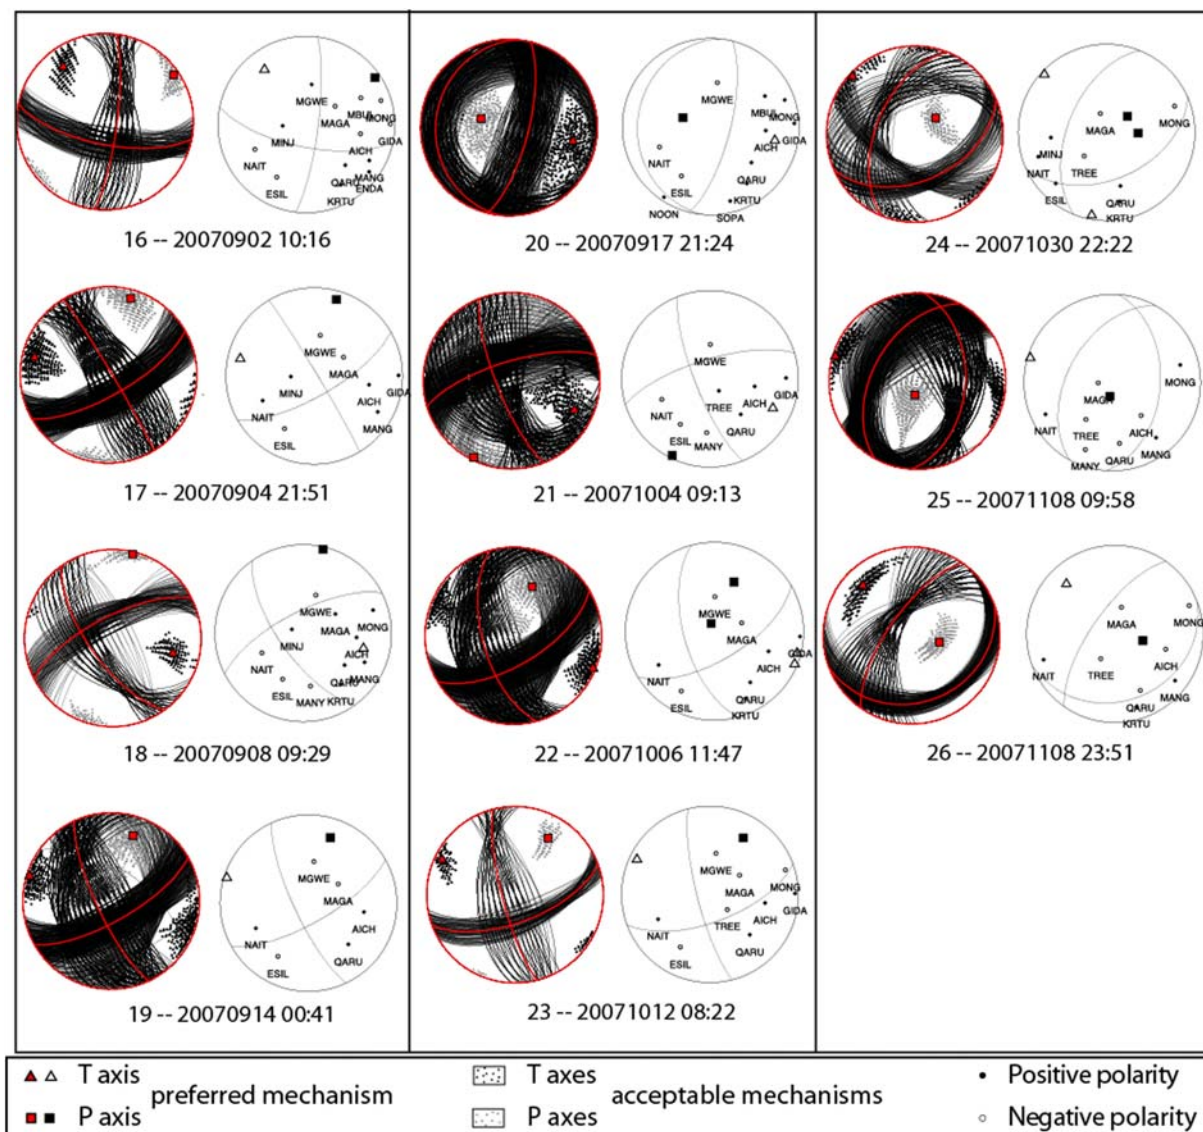 MGWE
MAGA
MBUL
MONG
MINJ
GIDA
AICH
NAIT
MANG
QARU
ENDA
ESIL
KRTU
16 -- 20070902 10:16
MGWE
MAGA
GIDA
MINJ
NAIT
MANG
ESIL
17 -- 20070904 21:51
MGWE
MAGA
MONG
MINJ
AICH
NAIT
QARU
MANG
ESIL
MANY
KRTU
18 -- 20070908 09:29
MGWE
MAGA
AICH
NAIT
QARU
ESIL
19 -- 20070914 00:41
MGWE
MBUL
MONG
GIDA
AICH
NAIT
QARU
ESIL
KRTU
NOON
SOPA
20 -- 20070917 21:24
MGWE
GIDA
TREE
AICH
NAIT
QARU
ESIL
MANY
21 -- 20071004 09:13
MGWE
MAGA
GIDA
AICH
NAIT
QARU
ESIL
KRTU
22 -- 20071006 11:47
MGWE
MAGA
MONG
GIDA
TREE
AICH
NAIT
QARU
ESIL
23 -- 20071012 08:22
MONG
MAGA
MINJ
NAIT
TREE
ESIL
QARU
KRTU
24 -- 20071030 22:22
MONG
MAGA
NAIT
TREE
AICH
MANG
MANY
QARU
25 -- 20071108 09:58
MONG
MAGA
AICH
NAIT
TREE
MANG
QARU
KRTU
26 -- 20071108 23:51
T axis
preferred mechanism
P axis
T axes
acceptable mechanisms
P axes
Positive polarity
Negative polarity